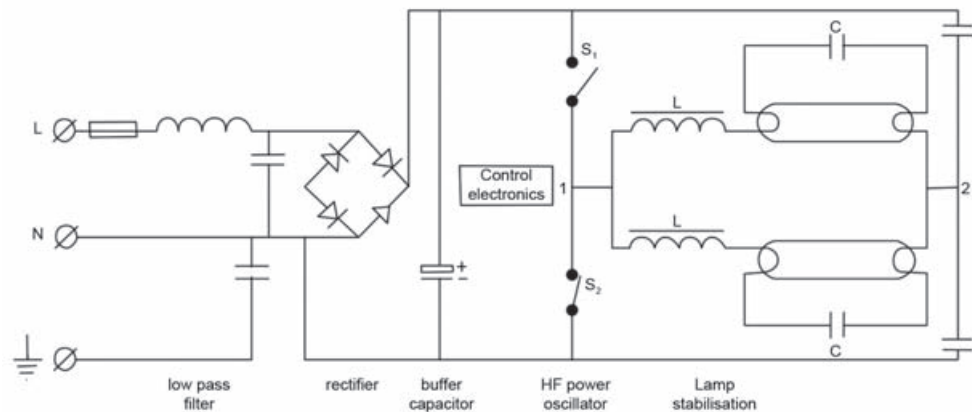 C
S1
L
L
Control
electronics
1
2
N
L
S2
+
-
C
low pass
filter
rectifier
buffer
capacitor
HF power
oscillator
Lamp
stabilisation